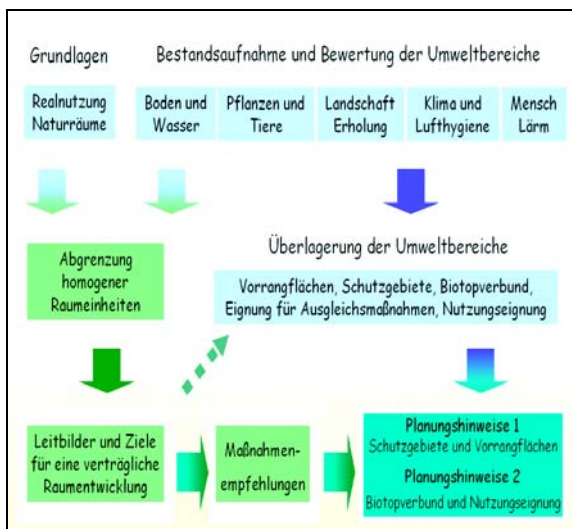 Grundlagen
Bestandsaufnahme und Bewertung der Umweltbereiche
Realnutzung
Naturräume
Boden und
Wasser
Pflanzen und
Tiere
Landschaft
Erholung
Klima und
Lufthygiene
Mensch
Lärm
Abgrenzung
homogener
Raumeinheiten
Überlagerung der Umweltbereiche
Vorrangflächen, Schutzgebiete, Biotopverbund,
Eignung für Ausgleichsmaßnahmen, Nutzungseignung
Leitbilder und Ziele
für eine verträgliche
Raumentwicklung
Maßnahmen-
empfehlungen
Planungshinweise 1
Schutzgebiete und Vorrangflächen
Planungshinweise 2
Biotopverbund und Nutzungseignung